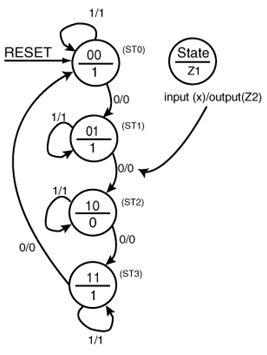 1/1
RESET
00
1
(ST0)
State
Z1
0/0
input (x)/output(Z2)
1/1
01
1
(ST1)
0/0
1/1
10
0
(ST2)
0/0
0/0
11
1
(ST3)
1/1